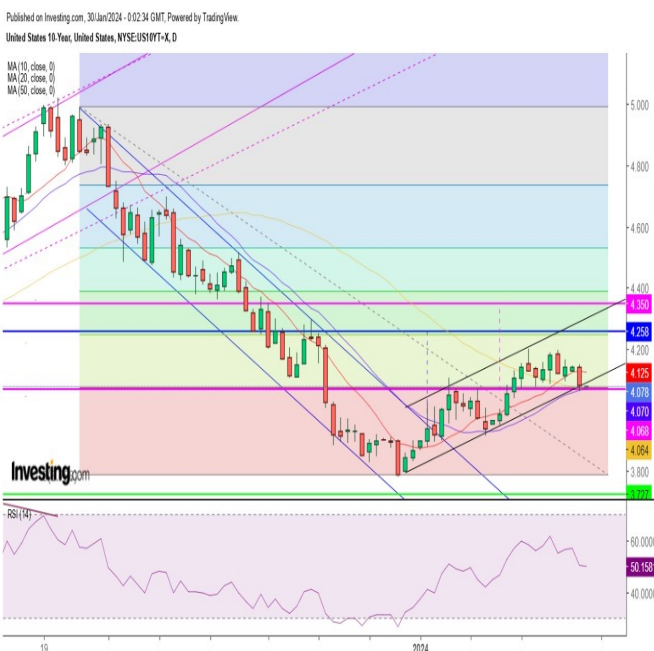 Published on Investing.com, 30/Jan/2024 - 0:02:34 GMT, Powered by TradingView.
United States 10-Year, United States, NYSE:US10YT=X, D
MA (10, close, 0)
MA (20, close, 0)
MA (50, close, 0)
5.000
4.800
4.600
4.400
4.350
4.258
4.200
4.125
4.078
4.070
4.068
4.064
3.800
3.727
Investing.com
RSI (14)
60.0000
50.158
40.0000
19
2024